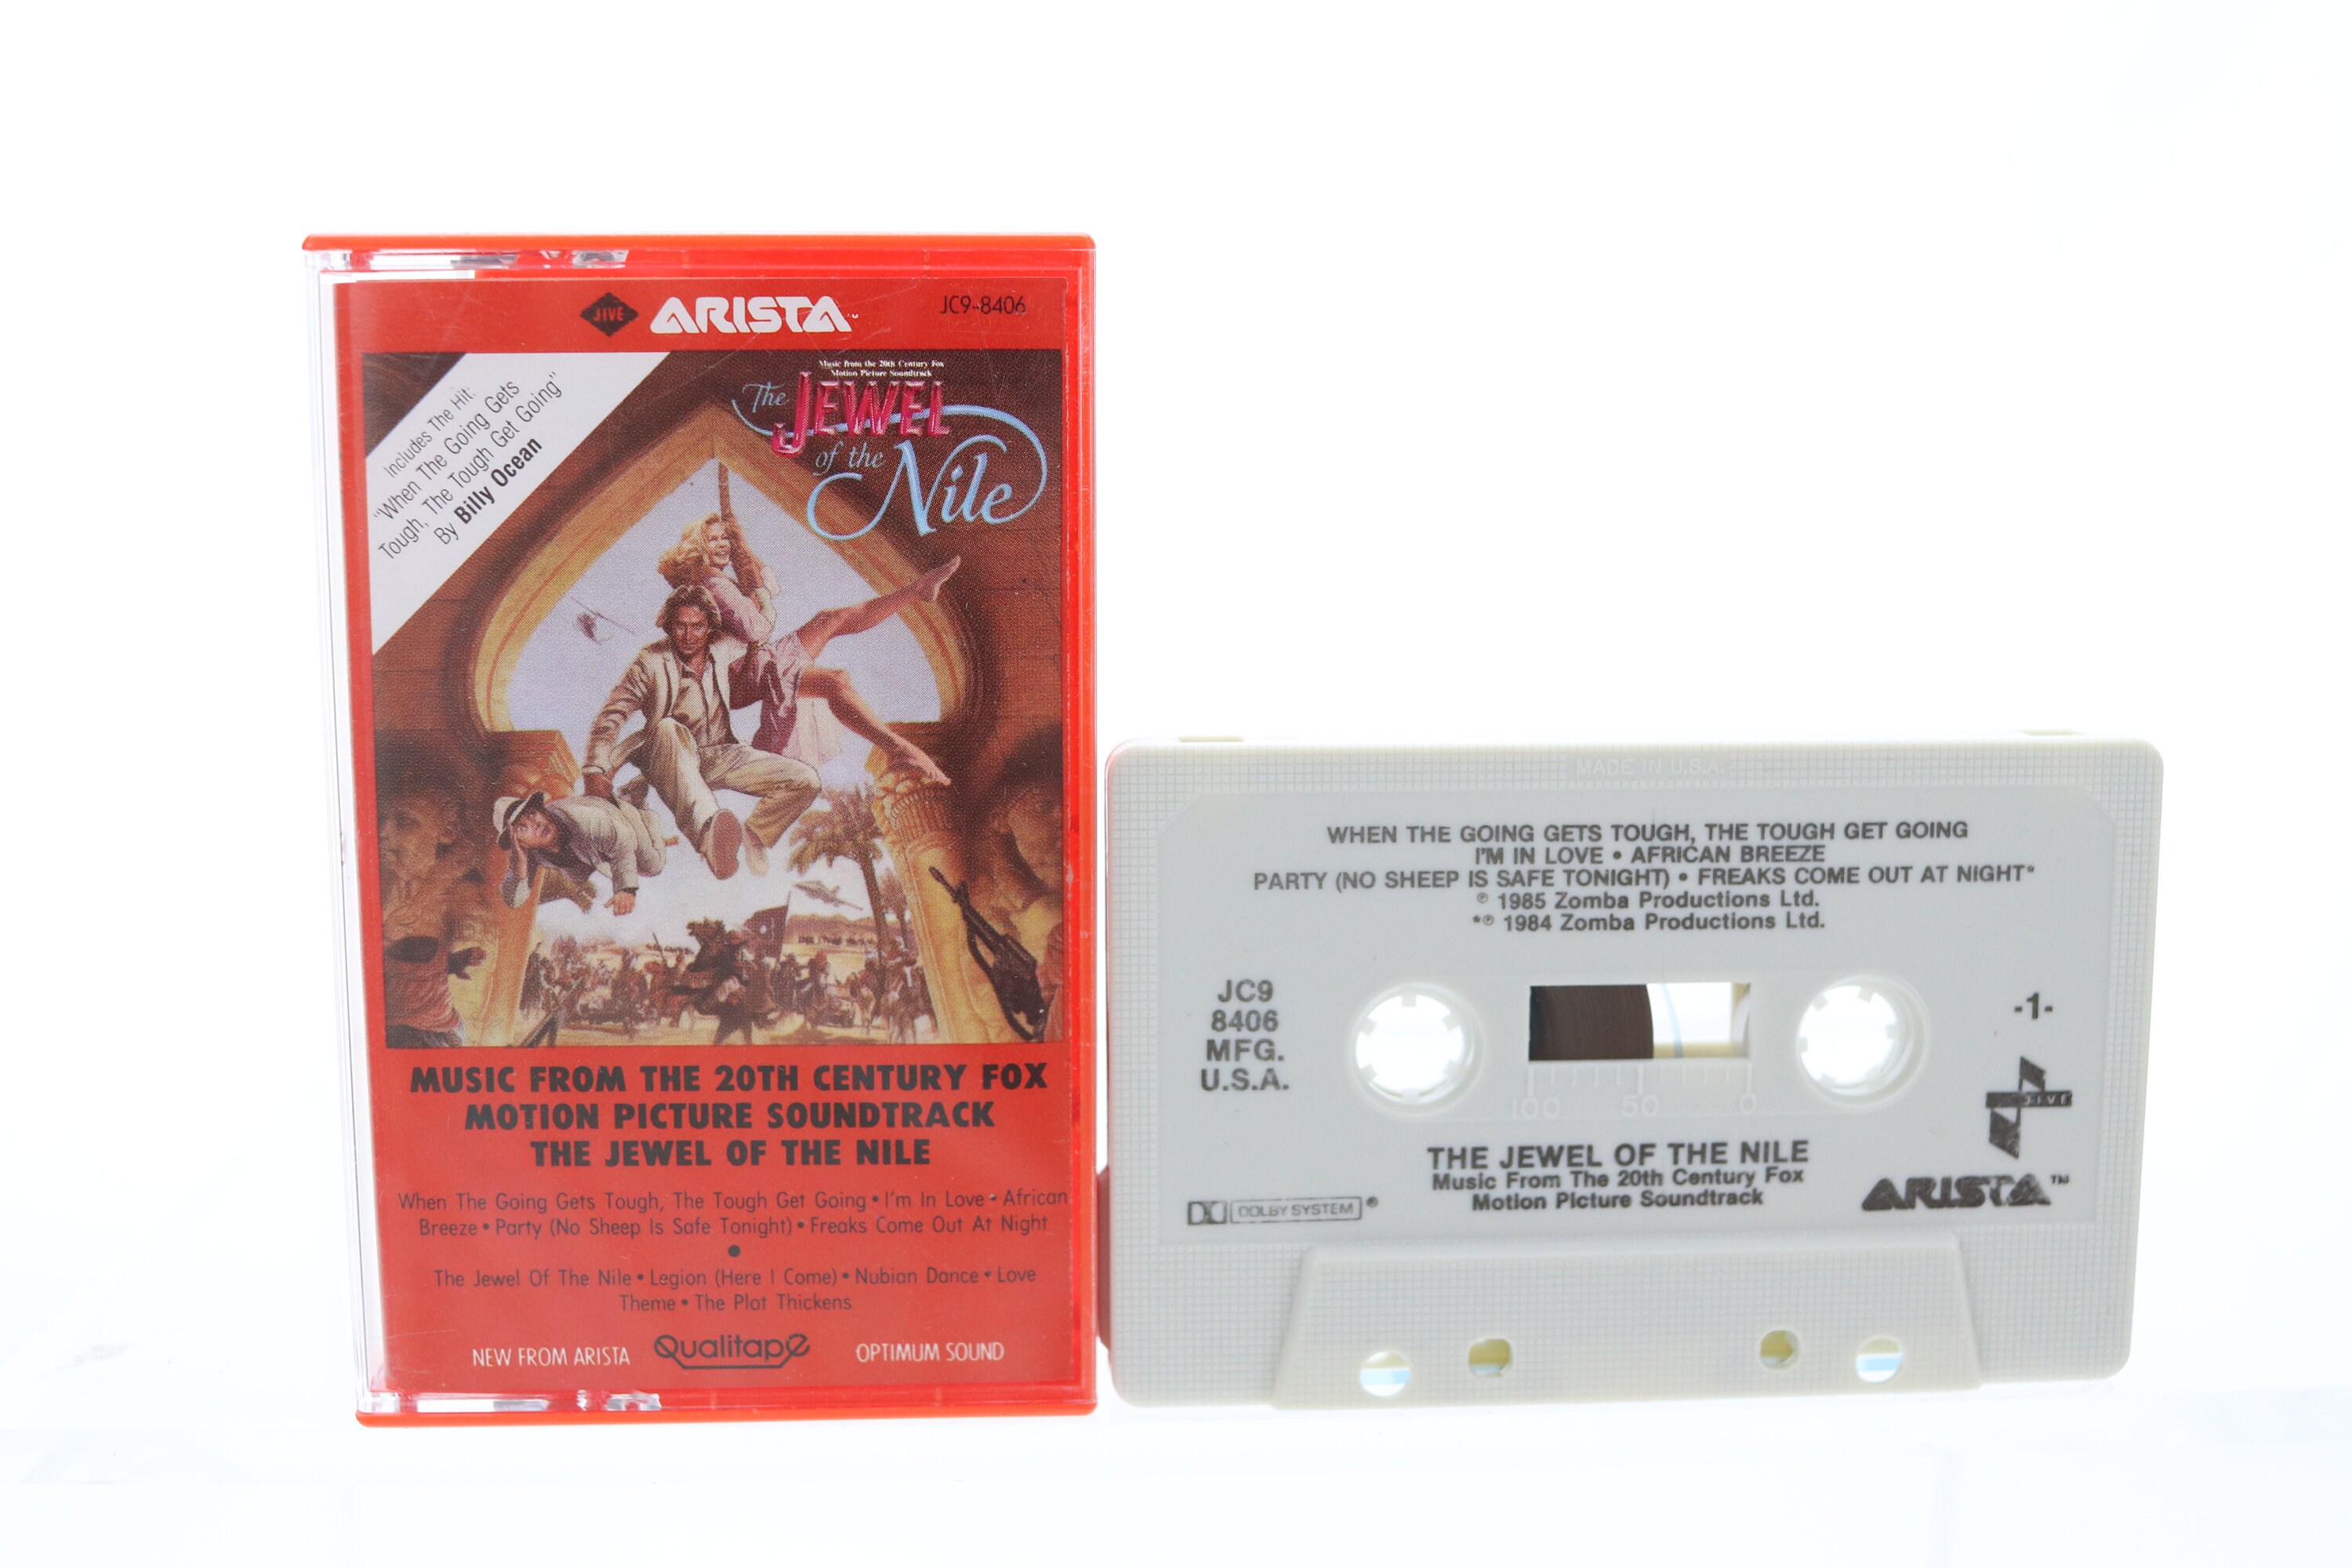 JIVE ARISTA™ JC9-8406
Includes The Hit:
"When The Going Gets
Tough, The Tough Get Going"
By Billy Ocean
Music from the 20th Century Fox
Motion Picture Soundtrack
The JEWEL
of the Nile
MUSIC FROM THE 20TH CENTURY FOX
MOTION PICTURE SOUNDTRACK
THE JEWEL OF THE NILE
When The Going Gets Tough, The Tough Get Going • I'm In Love • African
Breeze • Party (No Sheep Is Safe Tonight) • Freaks Come Out At Night
•
The Jewel Of The Nile • Legion (Here I Come) • Nubian Dance • Love
Theme • The Plot Thickens
NEW FROM ARISTA Qualitape OPTIMUM SOUND
MADE IN U.S.A.
WHEN THE GOING GETS TOUGH, THE TOUGH GET GOING
I'M IN LOVE • AFRICAN BREEZE
PARTY (NO SHEEP IS SAFE TONIGHT) • FREAKS COME OUT AT NIGHT*
℗ 1985 Zomba Productions Ltd.
*℗ 1984 Zomba Productions Ltd.
JC9
8406
MFG.
U.S.A.
-1-
JIVE
100 50 0
THE JEWEL OF THE NILE
Music From The 20th Century Fox
Motion Picture Soundtrack
DOLBY SYSTEM®
ARISTA™